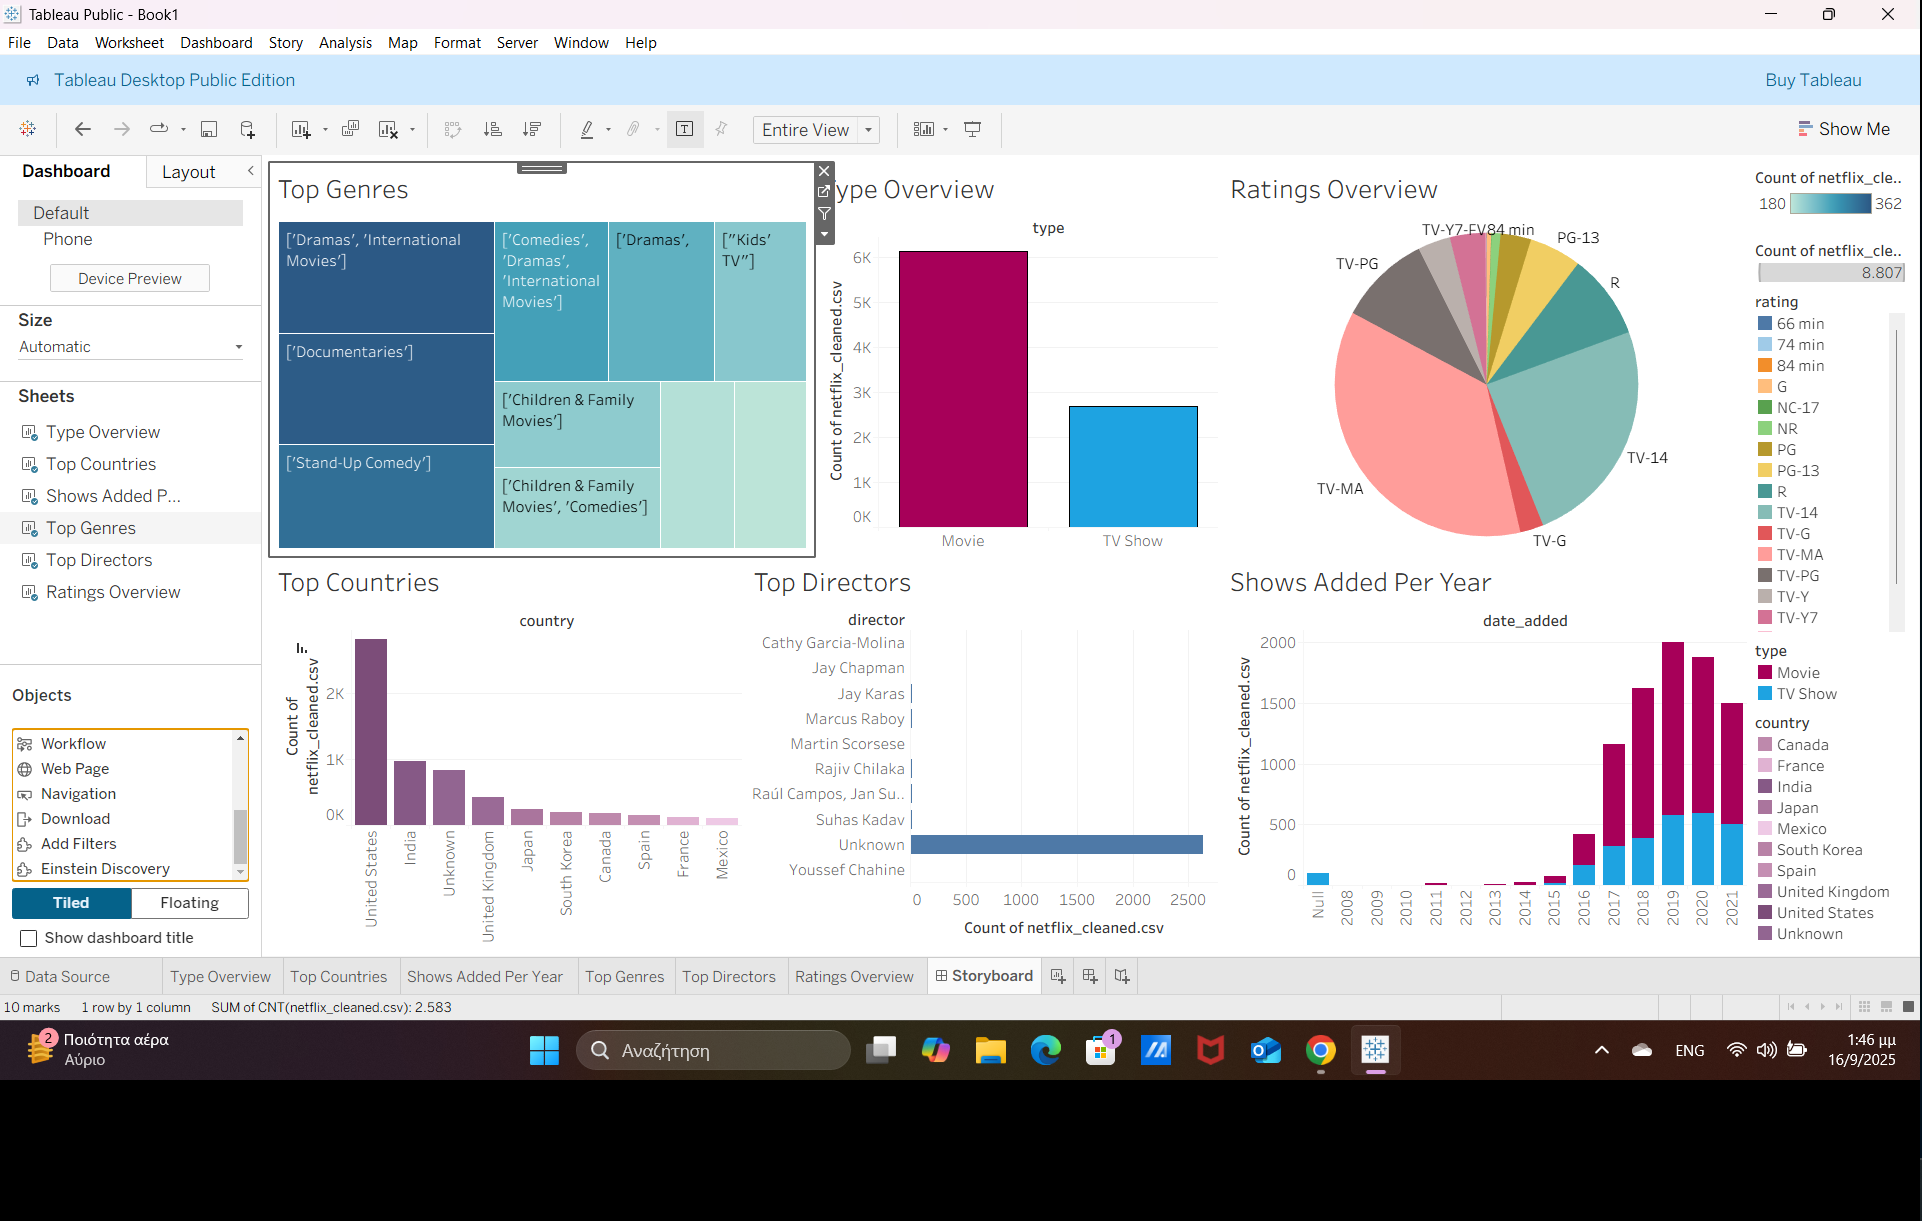 Tableau Public - Book1
File Data Worksheet Dashboard Story Analysis Map Format Server Window Help
Tableau Desktop Public Edition
Buy Tableau
Entire View
Show Me
Dashboard
Layout
Default
Phone
Device Preview
Size
Automatic
Sheets
Type Overview
Top Countries
Shows Added P...
Top Genres
Top Directors
Ratings Overview
Objects
Workflow
Web Page
Navigation
Download
Add Filters
Einstein Discovery
Tiled
Floating
Show dashboard title
Top Genres
['Dramas', 'International
Movies']
['Documentaries']
['Stand-Up Comedy']
['Comedies',
'Dramas',
'International
Movies']
['Dramas',
["Kids'
TV"]
['Children & Family
Movies']
['Children & Family
Movies', 'Comedies']
ype Overview
type
Count of netflix_cleaned.csv
6K
5K
4K
3K
2K
1K
0K
Movie
TV Show
Ratings Overview
TV-Y7-FV
84 min
PG-13
TV-PG
R
TV-14
TV-MA
TV-G
Top Countries
country
Count of
netflix_cleaned.csv
2K
1K
0K
United States
India
Unknown
United Kingdom
Japan
South Korea
Canada
Spain
France
Mexico
Top Directors
director
Cathy Garcia-Molina
Jay Chapman
Jay Karas
Marcus Raboy
Martin Scorsese
Rajiv Chilaka
Raúl Campos, Jan Su..
Suhas Kadav
Unknown
Youssef Chahine
0 500 1000 1500 2000 2500
Count of netflix_cleaned.csv
Shows Added Per Year
date_added
Count of netflix_cleaned.csv
2000
1500
1000
500
0
Null
2008
2009
2010
2011
2012
2013
2014
2015
2016
2017
2018
2019
2020
2021
Count of netflix_cle..
180 362
Count of netflix_cle..
8.807
rating
66 min
74 min
84 min
G
NC-17
NR
PG
PG-13
R
TV-14
TV-G
TV-MA
TV-PG
TV-Y
TV-Y7
type
Movie
TV Show
country
Canada
France
India
Japan
Mexico
South Korea
Spain
United Kingdom
United States
Unknown
Data Source
Type Overview
Top Countries
Shows Added Per Year
Top Genres
Top Directors
Ratings Overview
Storyboard
10 marks 1 row by 1 column SUM of CNT(netflix_cleaned.csv): 2.583
2
Ποιότητα αέρα
Αύριο
Αναζήτηση
1
ENG
1:46 μμ
16/9/2025